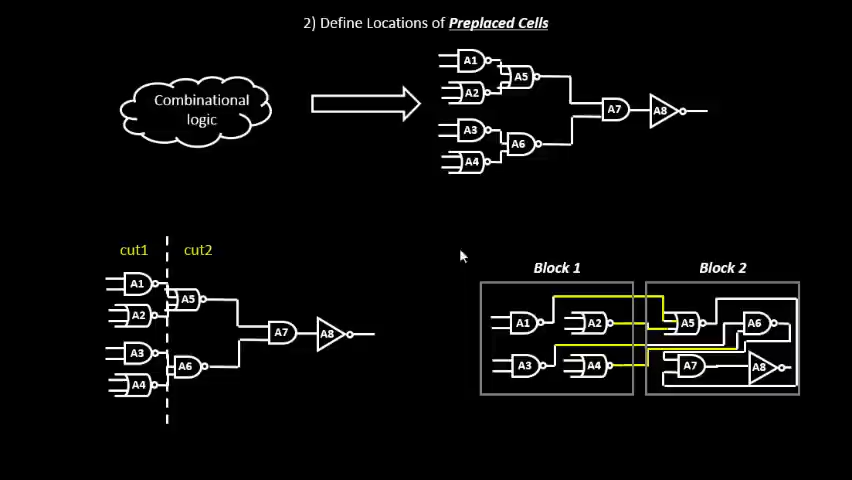 2) Define Locations of Preplaced Cells
Combinational
logic
A1
A2
A3
A4
A5
A6
A7
A8
cut1
cut2
A1
A2
A3
A4
A5
A6
A7
A8
Block 1
Block 2
A1
A2
A3
A4
A5
A6
A7
A8